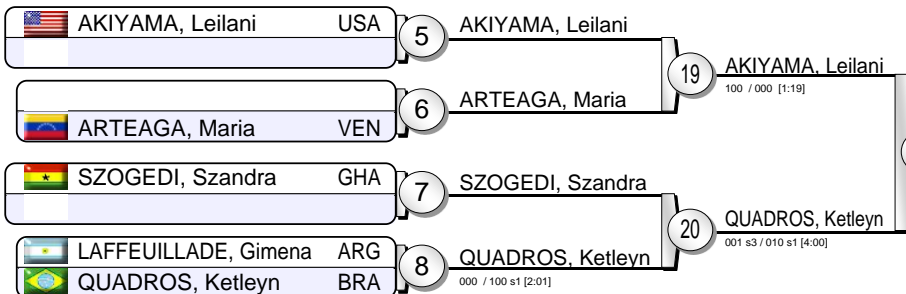 AKIYAMA, Leilani USA
5
AKIYAMA, Leilani
19
AKIYAMA, Leilani
100 / 000 [1:19]
6
ARTEAGA, Maria
ARTEAGA, Maria VEN
SZOGEDI, Szandra GHA
7
SZOGEDI, Szandra
20
QUADROS, Ketleyn
001 s3 / 010 s1 [4:00]
LAFFEUILLADE, Gimena ARG
8
QUADROS, Ketleyn
000 / 100 s1 [2:01]
QUADROS, Ketleyn BRA